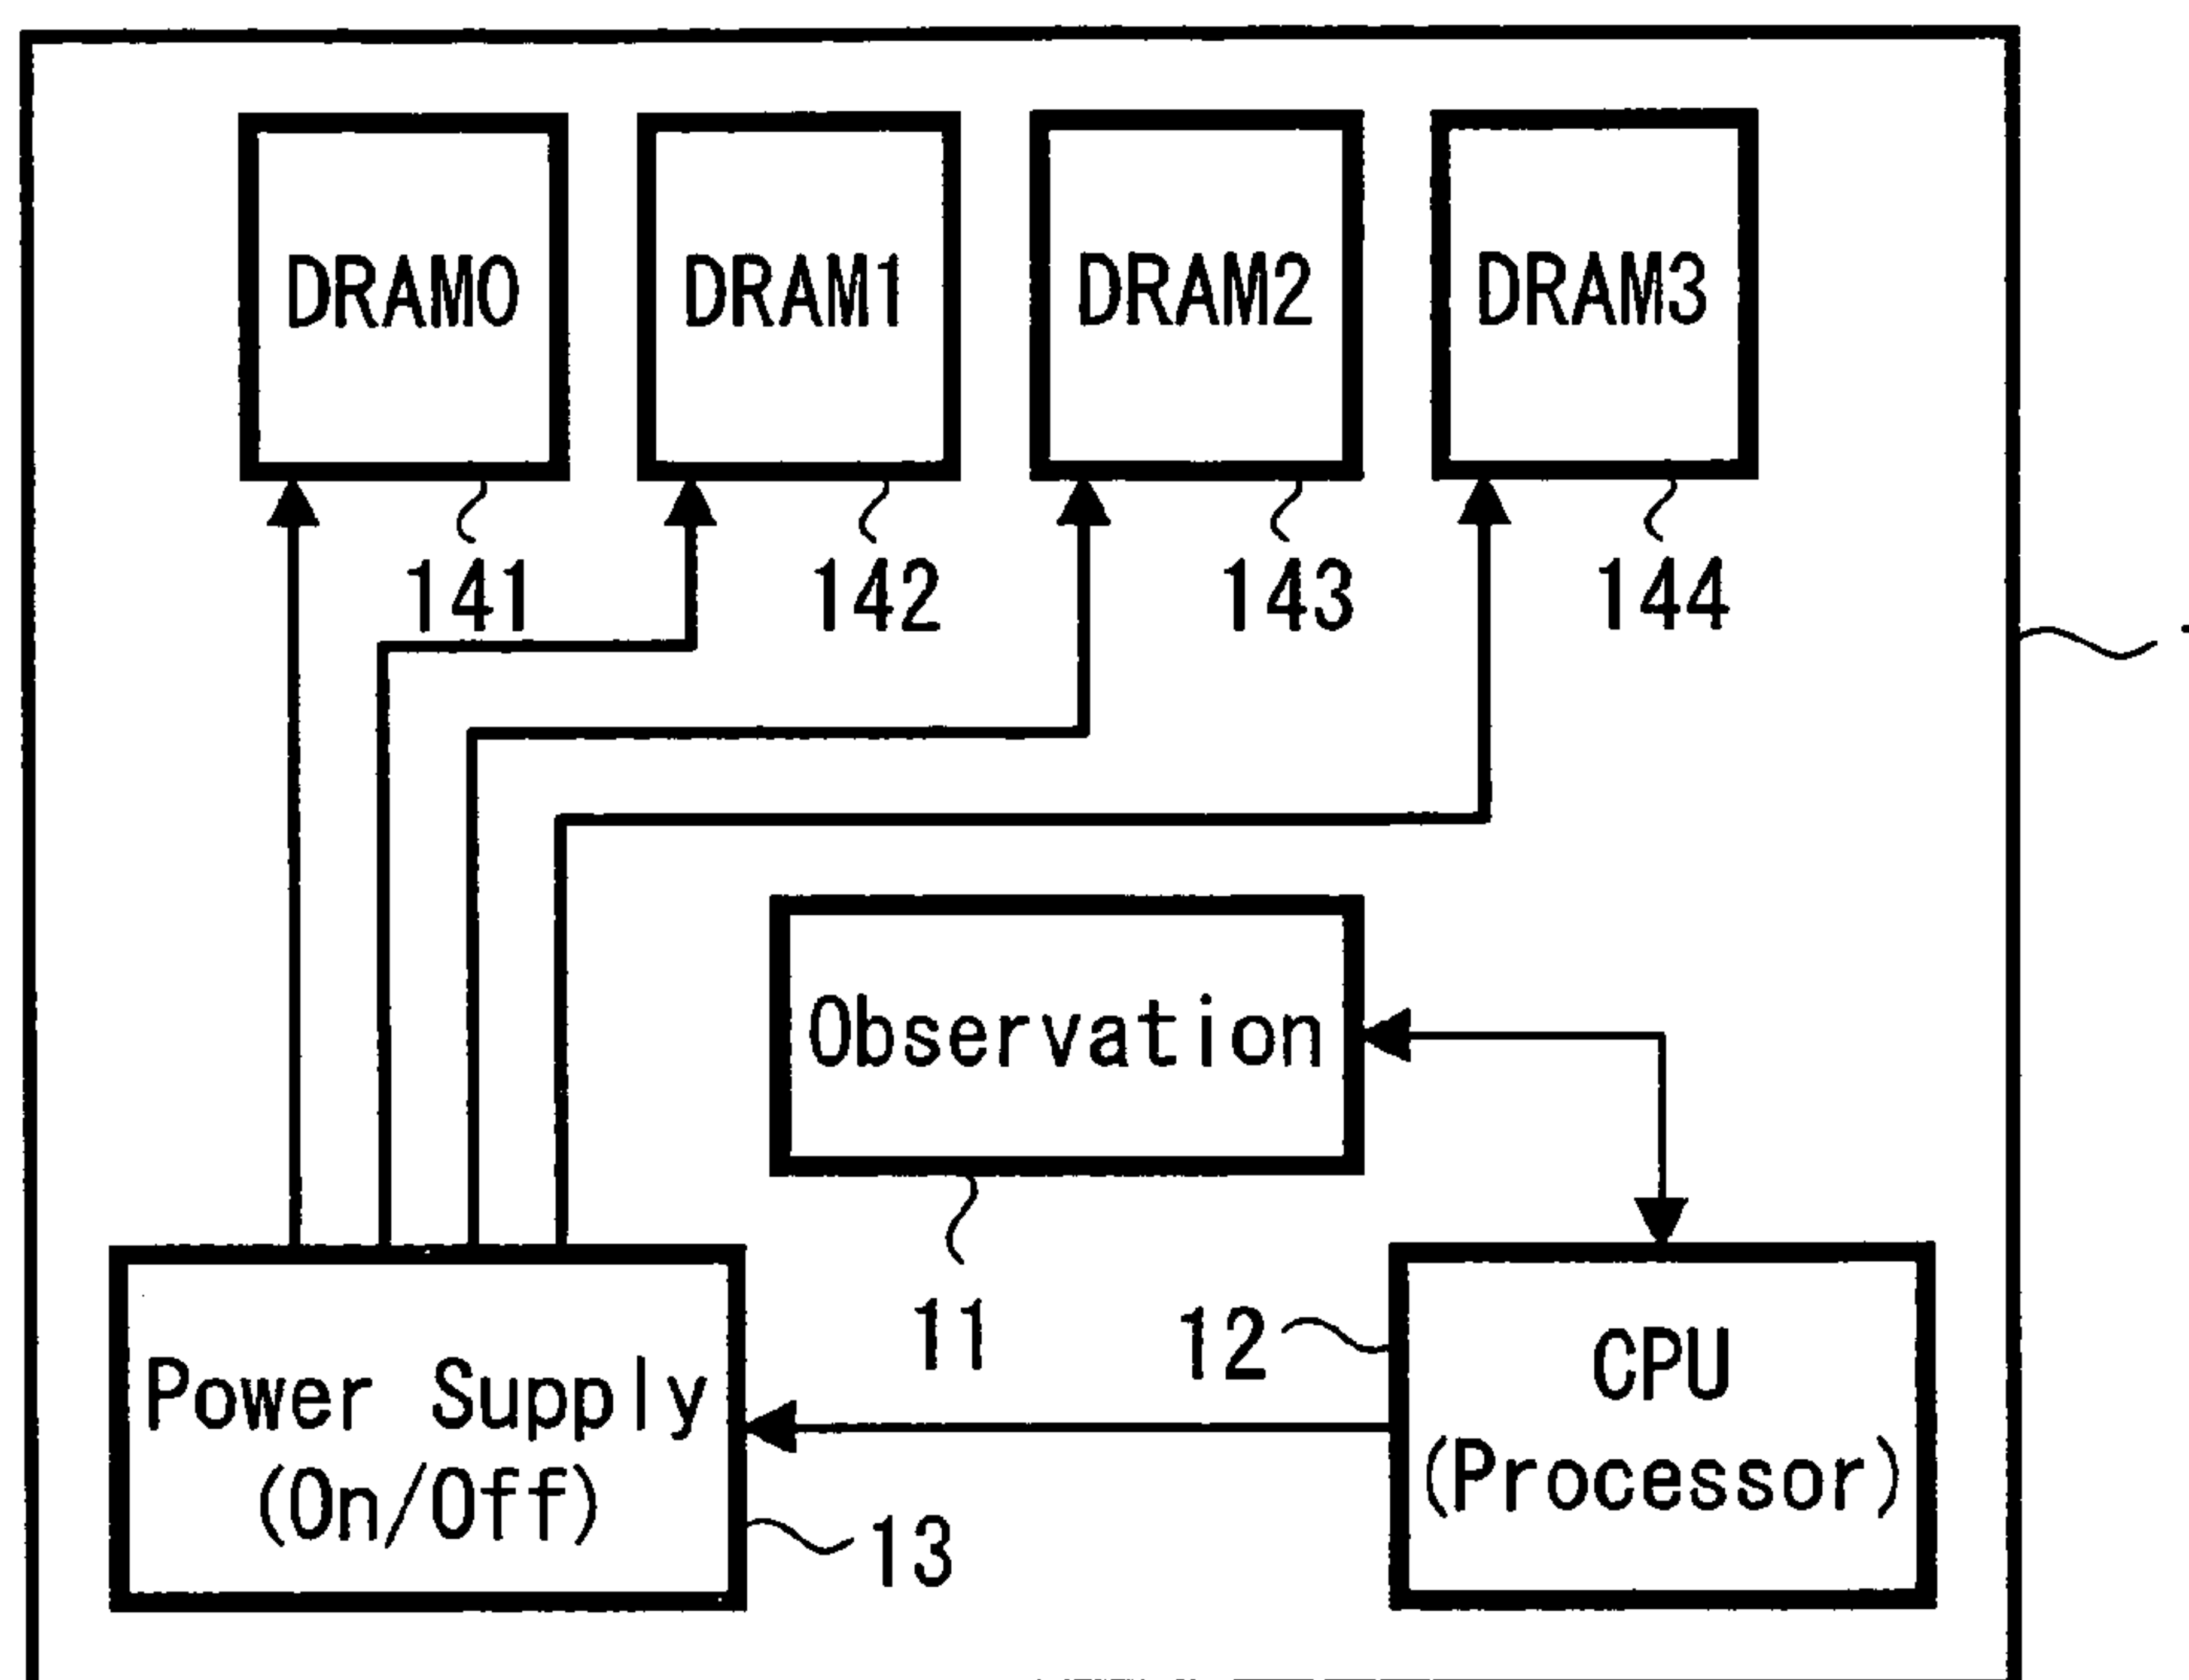 DRAM0 DRAM1 DRAM2 DRAM3
141 142 143 144
Observation
11
12
CPU
(Processor)
Power Supply
(On/Off)
13